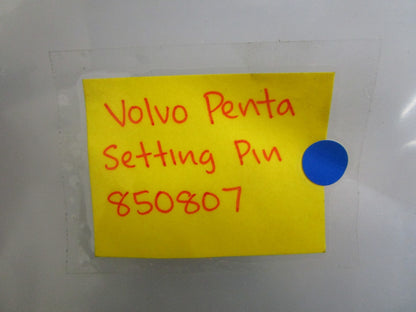 Volvo Penta
Setting Pin
850807